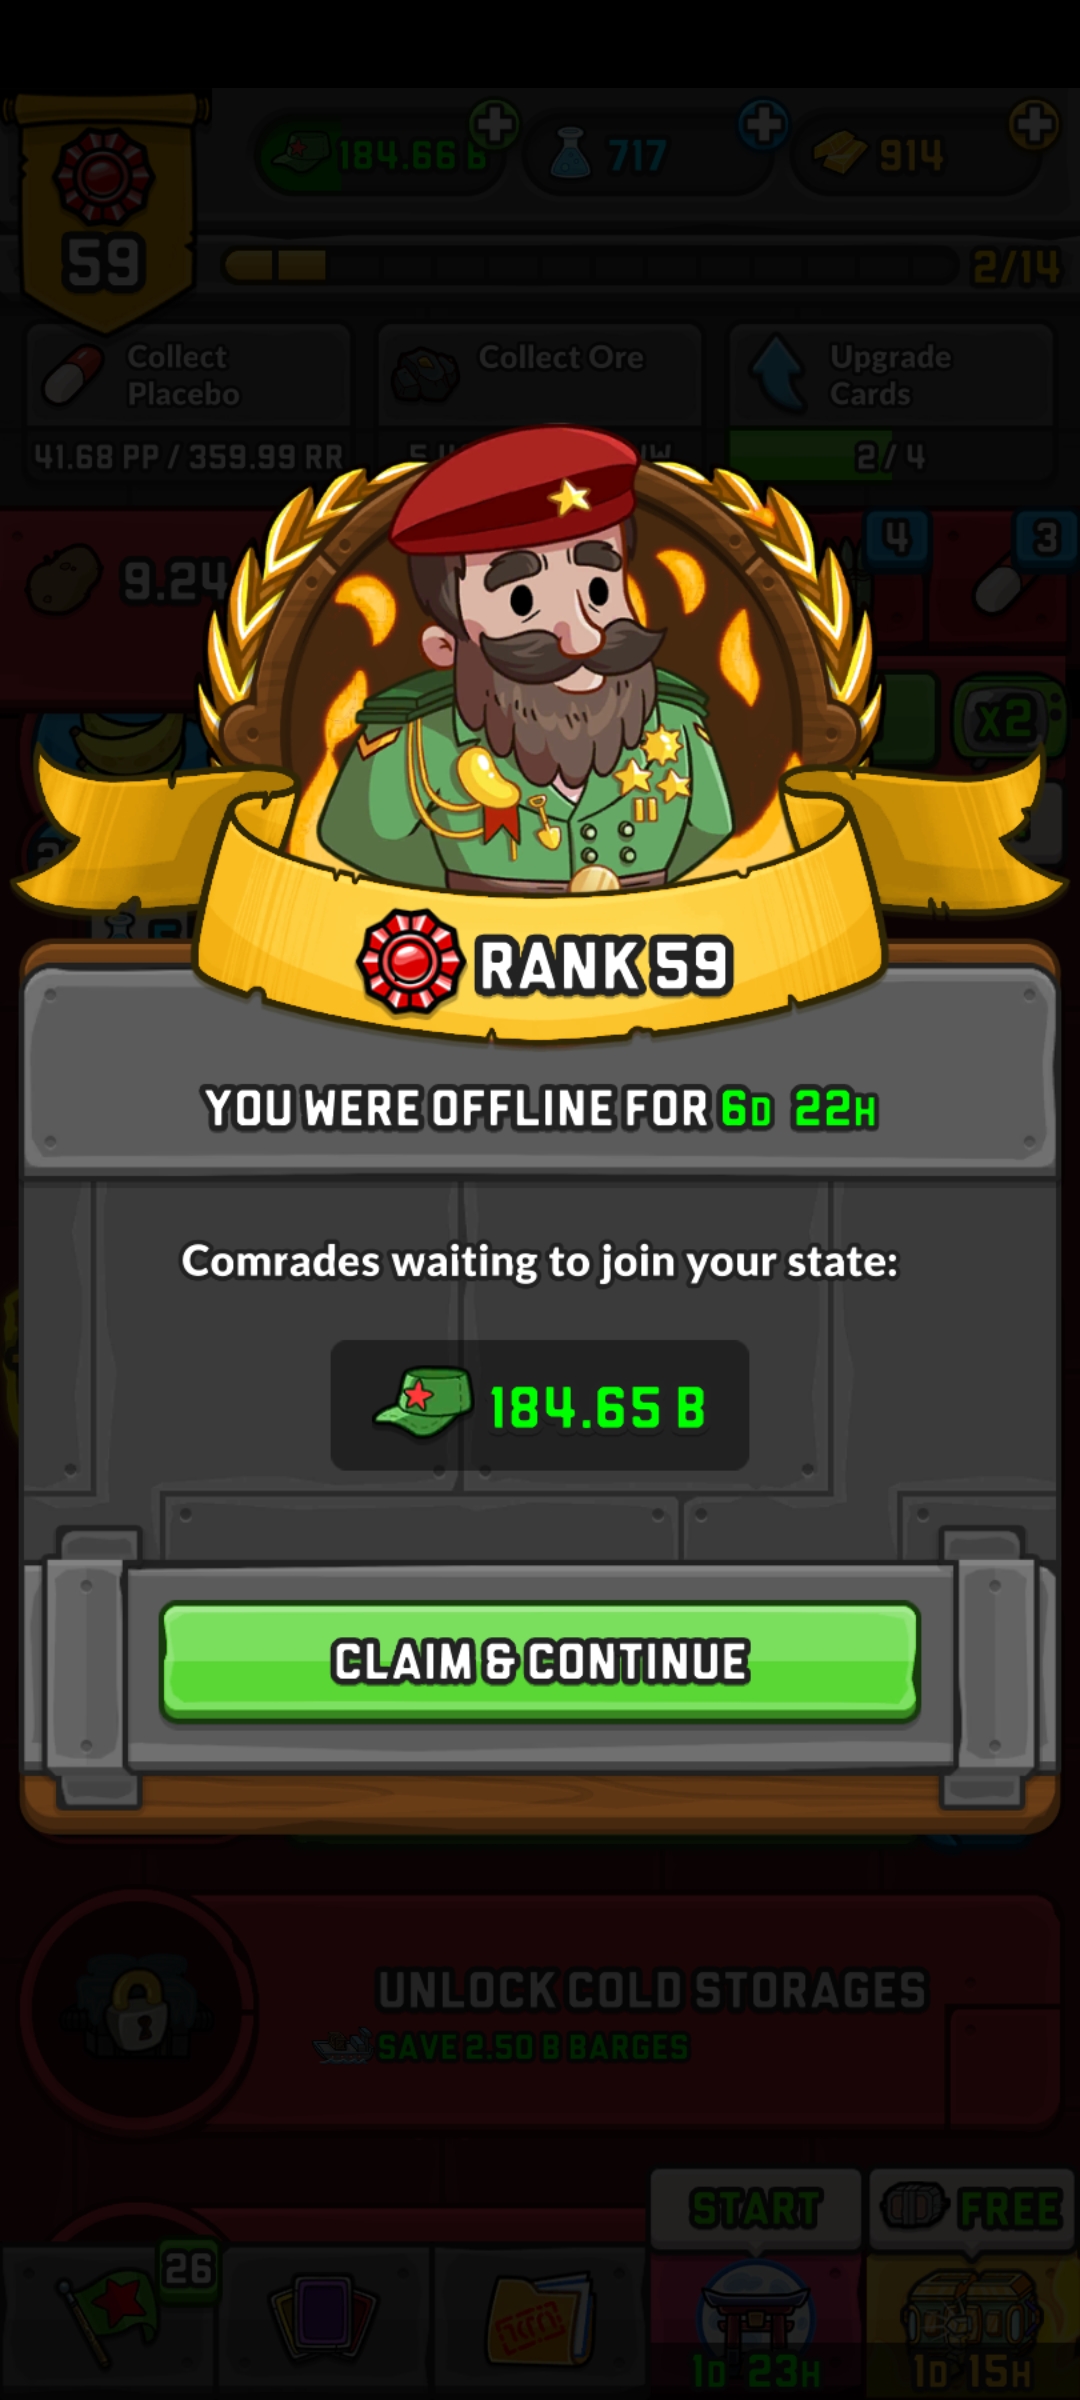 184.66 B
717
914
59
2/14
Collect
Placebo
Collect Ore
Upgrade
Cards
41.68 PP / 359.99 RR
2/ 4
9.24
4
3
x2
RANK 59
YOU WERE OFFLINE FOR 6D 22H
Comrades waiting to join your state:
184.65 B
CLAIM & CONTINUE
UNLOCK COLD STORAGES
SAVE 2.50 B BARGES
START
FREE
26
1D 23H
1D 15H